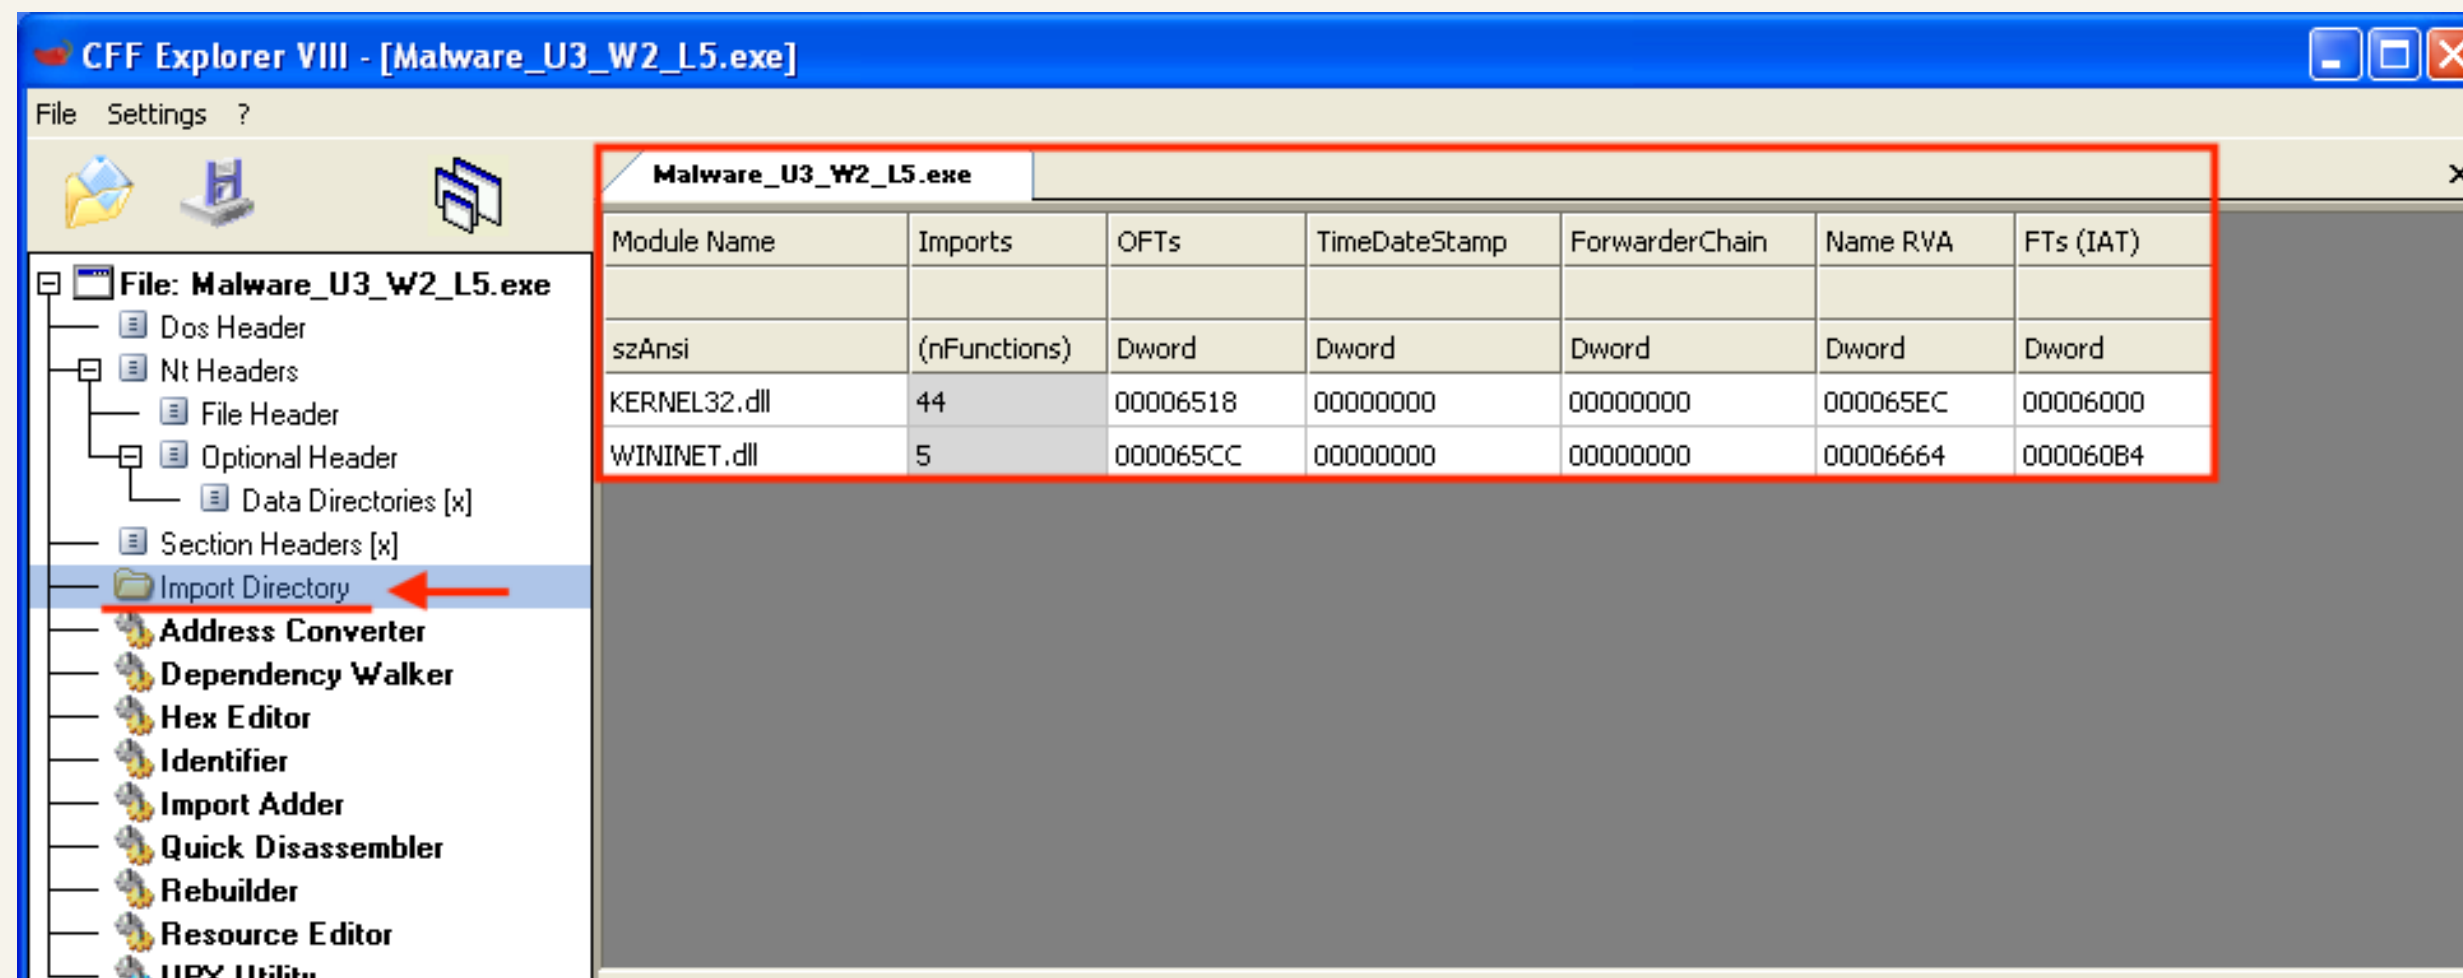 CFF Explorer VIII - [Malware_U3_W2_L5.exe]
File Settings ?
Malware_U3_W2_L5.exe
Module Name Imports OFTs TimeDateStamp ForwarderChain Name RVA FTs (IAT)
szAnsi (nFunctions) Dword Dword Dword Dword Dword
KERNEL32.dll 44 00006518 00000000 00000000 000065EC 00006000
WININET.dll 5 000065CC 00000000 00000000 00006664 000060B4
File: Malware_U3_W2_L5.exe
Dos Header
Nt Headers
File Header
Optional Header
Data Directories [x]
Section Headers [x]
Import Directory
Address Converter
Dependency Walker
Hex Editor
Identifier
Import Adder
Quick Disassembler
Rebuilder
Resource Editor
UPX Utility